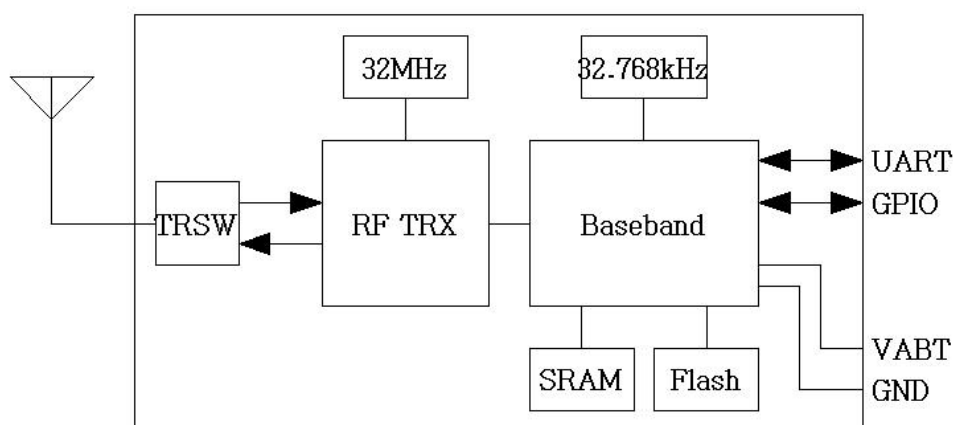 32MHz
32.768kHz
UART
GPIO
TRSW
RF TRX
Baseband
VABT
GND
SRAM
Flash